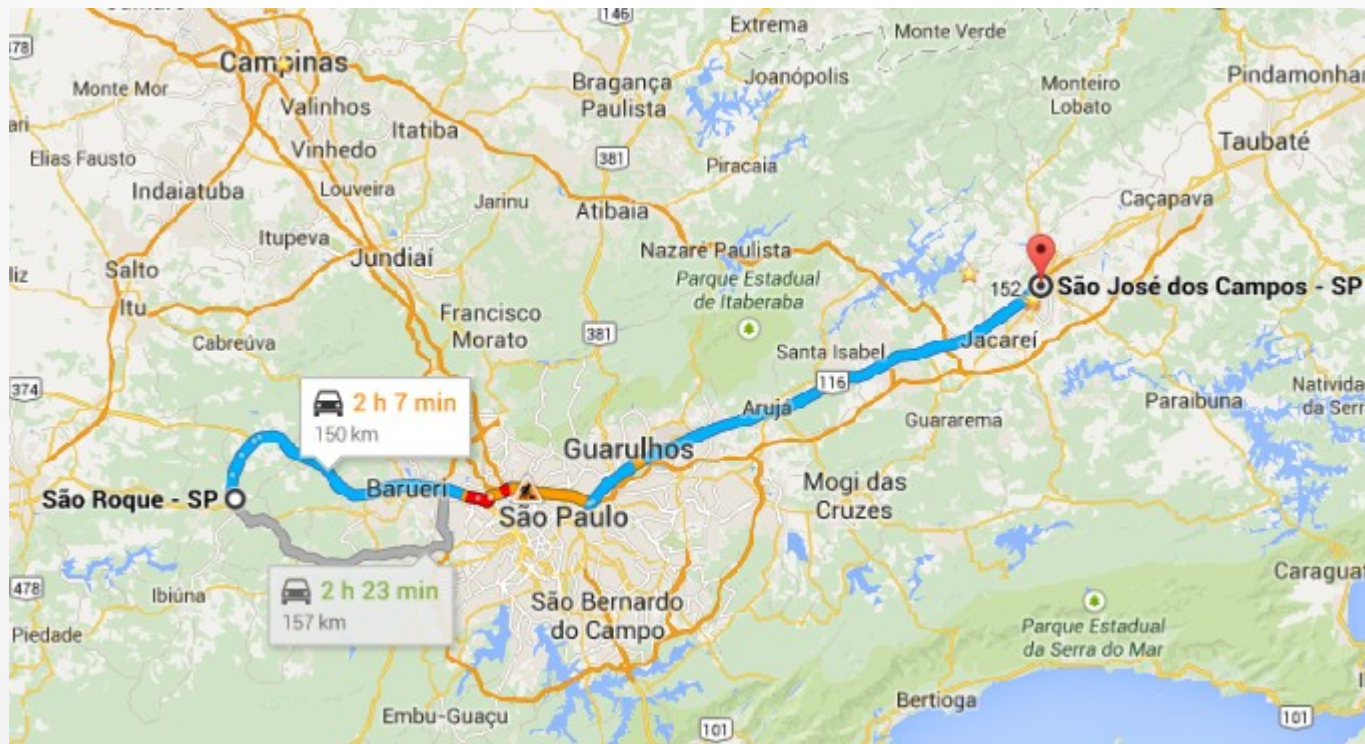 146
Extrema
Monte Verde
Campinas
Monte Mor
Valinhos
Bragança
Paulista
Joanópolis
Monteiro
Lobato
Pindamonhan
Taubaté
Itatiba
Vinhedo
Elias Fausto
381
Piracaia
Indaiatuba
Louveira
Jarinu
Atibaia
Caçapava
Itupeva
Jundiaí
Nazaré Paulista
Salto
Itu
Parque Estadual
de Itaberaba
152
São José dos Campos - SP
Francisco
Morato
381
Cabreúva
Santa Isabel
Jacareí
374
116
Nativida
da Serr
2 h 7 min
150 km
Arujá
Paraibuna
Guararema
Guarulhos
São Roque - SP
Barueri
São Paulo
Mogi das
Cruzes
478
Ibiúna
2 h 23 min
157 km
São Bernardo
do Campo
Caraguat
Piedade
Parque Estadual
da Serra do Mar
Bertioga
Embu-Guaçu
101
101